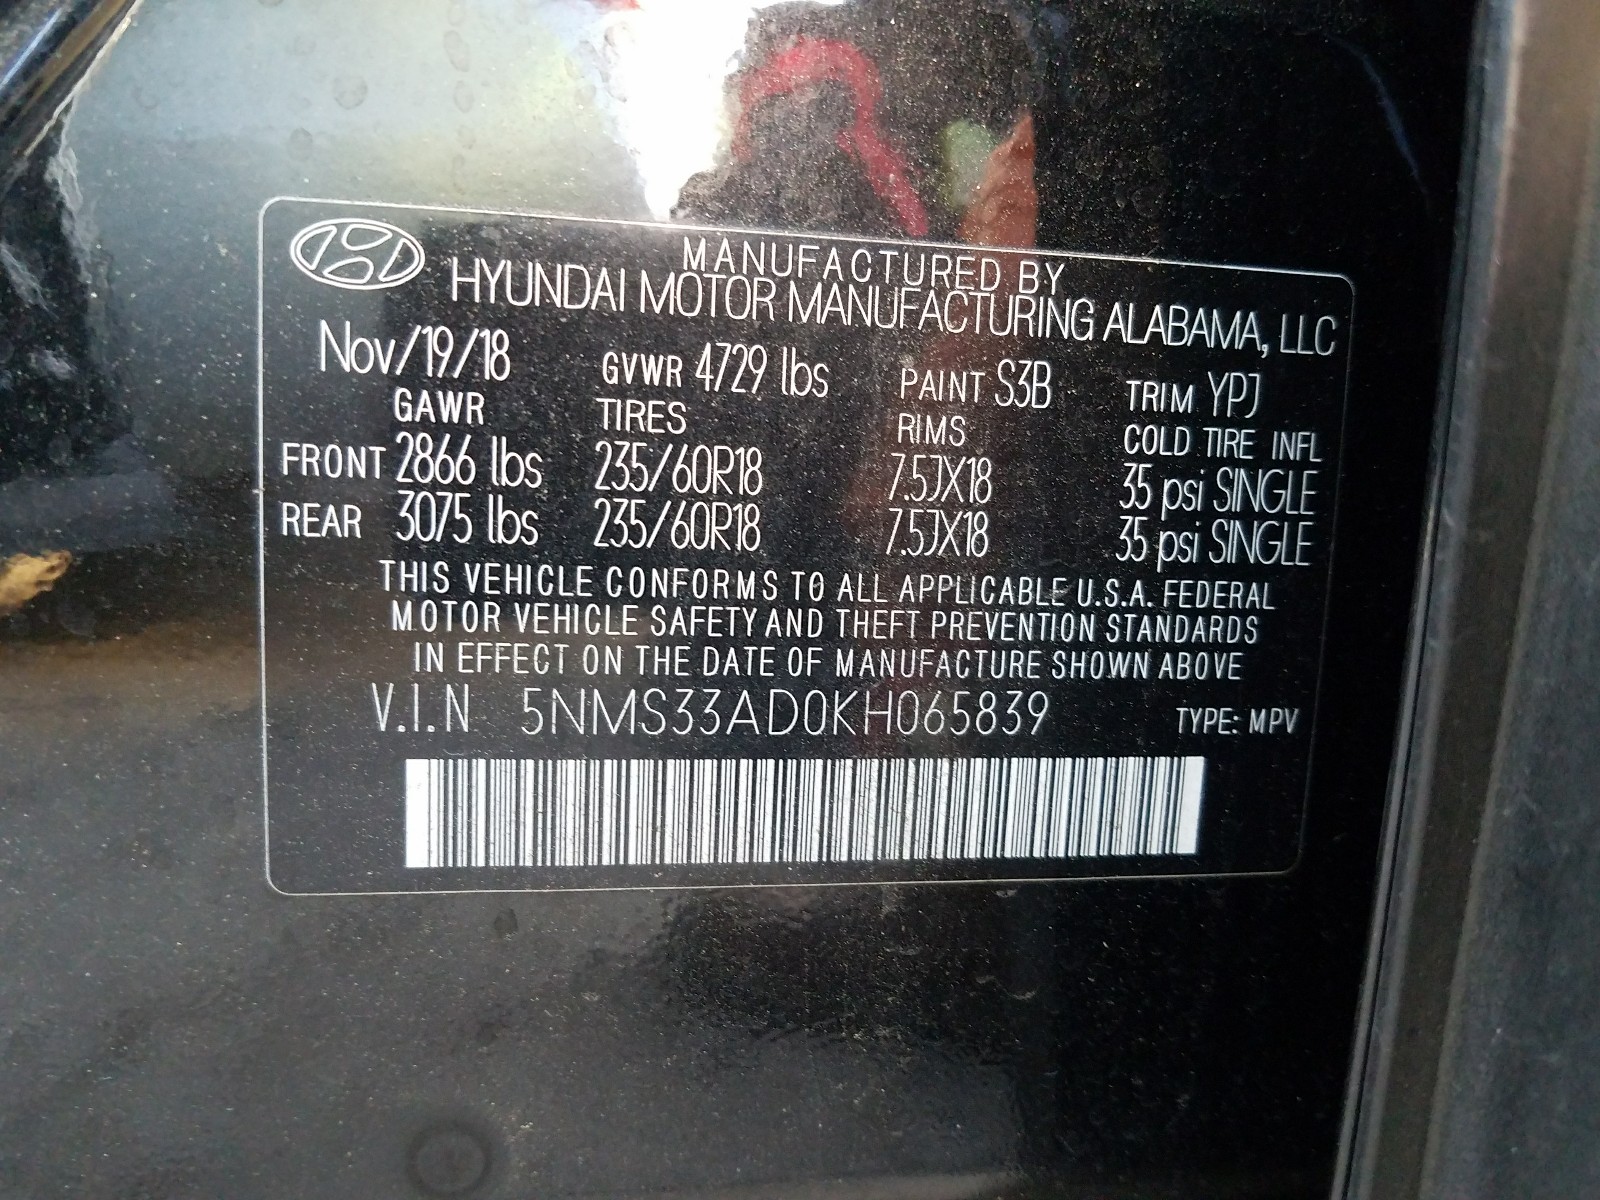 MANUFACTURED BY
HYUNDAI MOTOR MANUFACTURING ALABAMA, LLC
Nov/19/18 GVWR 4729 lbs PAINT S3B TRIM YPJ
GAWR TIRES RIMS COLD TIRE INFL
FRONT 2866 lbs 235/60R18 7.5JX18 35 psi SINGLE
REAR 3075 lbs 235/60R18 7.5JX18 35 psi SINGLE
THIS VEHICLE CONFORMS TO ALL APPLICABLE U.S.A. FEDERAL
MOTOR VEHICLE SAFETY AND THEFT PREVENTION STANDARDS
IN EFFECT ON THE DATE OF MANUFACTURE SHOWN ABOVE
V.I.N 5NMS33AD0KH065839 TYPE: MPV